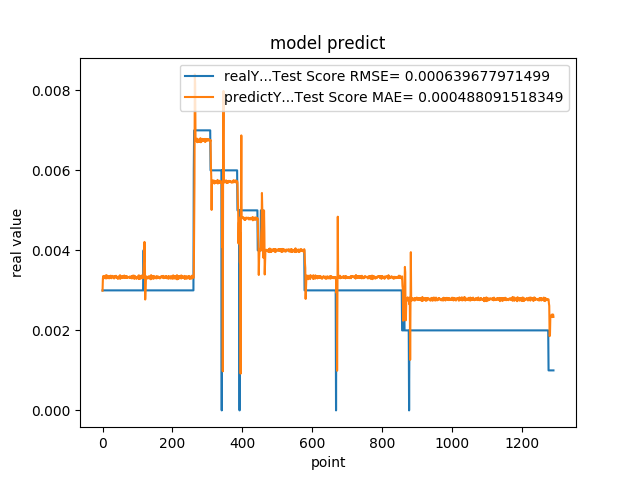 model predict
realY...Test Score RMSE= 0.000639677971499
predictY...Test Score MAE= 0.000488091518349
real value
0.008
0.006
0.004
0.002
0.000
0 200 400 600 800 1000 1200
point